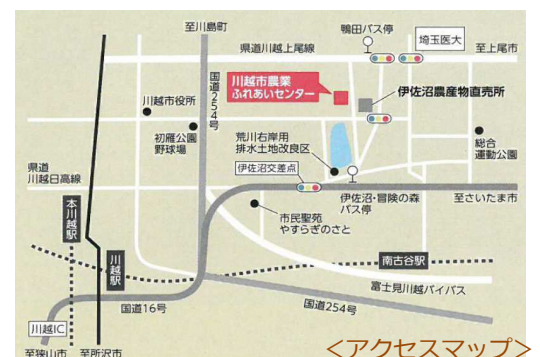 至川島町
鴨田バス停
埼玉医大
県道川越上尾線
至上尾市
国道254号
川越市農業
ふれあいセンター
伊佐沼農産物直売所
川越市役所
初雁公園
野球場
荒川右岸用
排水土地改良区
総合
運動公園
県道
川越日高線
伊佐沼交差点
伊佐沼・冒険の森
バス停
至さいたま市
本川越駅
川越駅
市民聖苑
やすらぎのさと
南古谷駅
富士見川越バイパス
国道16号
国道254号
川越IC
至狭山市
至所沢市
＜アクセスマップ＞